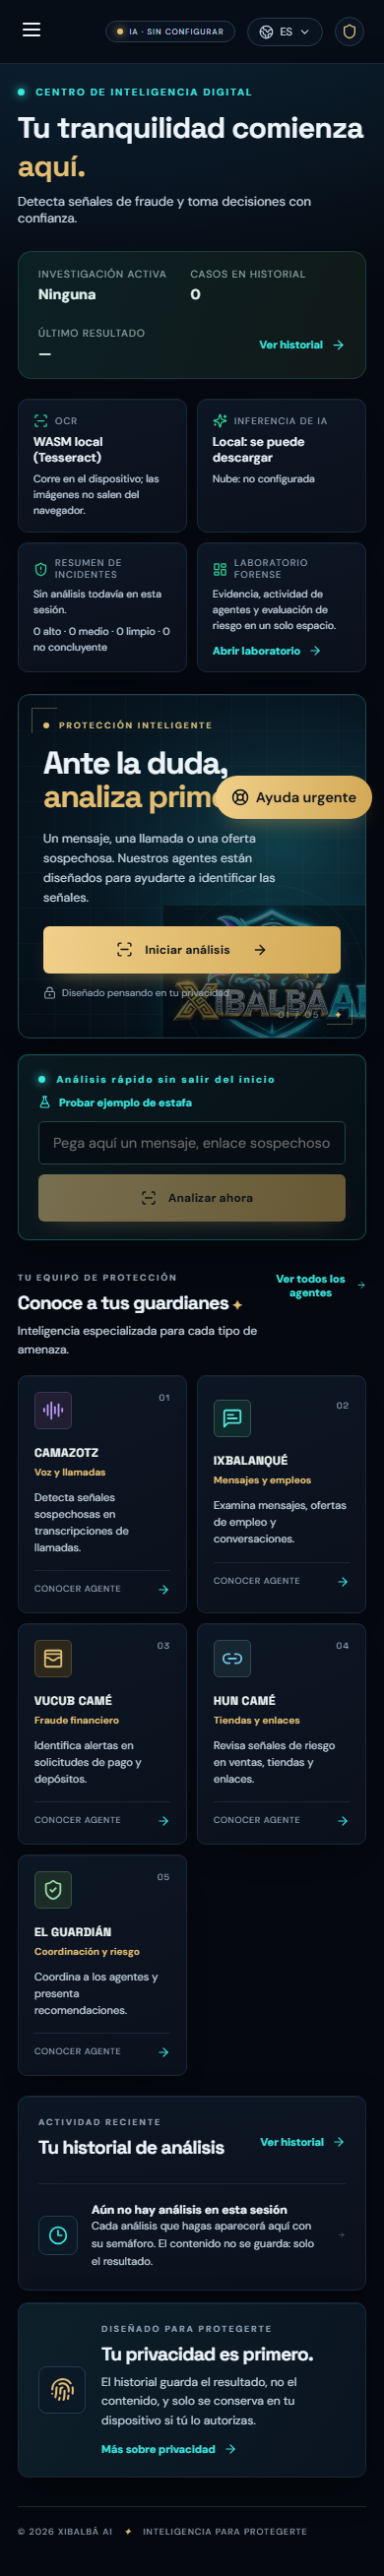 IA · SIN CONFIGURAR
ES
CENTRO DE INTELIGENCIA DIGITAL
Tu tranquilidad comienza
aquí.
Detecta señales de fraude y toma decisiones con
confianza.
INVESTIGACIÓN ACTIVA
Ninguna
CASOS EN HISTORIAL
0
ÚLTIMO RESULTADO
—
Ver historial
OCR
WASM local
(Tesseract)
Corre en el dispositivo; las
imágenes no salen del
navegador.
INFERENCIA DE IA
Local: se puede
descargar
Nube: no configurada
RESUMEN DE
INCIDENTES
Sin análisis todavía en esta
sesión.
0 alto · 0 medio · 0 limpio · 0
no concluyente
LABORATORIO
FORENSE
Evidencia, actividad de
agentes y evaluación de
riesgo en un solo espacio.
Abrir laboratorio
PROTECCIÓN INTELIGENTE
Ante la duda,
analiza prim
Ayuda urgente
Un mensaje, una llamada o una oferta
sospechosa. Nuestros agentes están
diseñados para ayudarte a identificar las
señales.
Iniciar análisis
Diseñado pensando en tu privacidad
XIBALBÁ AI
01 / 05
Análisis rápido sin salir del inicio
Probar ejemplo de estafa
Pega aquí un mensaje, enlace sospechoso
Analizar ahora
TU EQUIPO DE PROTECCIÓN
Conoce a tus guardianes
Inteligencia especializada para cada tipo de
amenaza.
Ver todos los
agentes
01
CAMAZOTZ
Voz y llamadas
Detecta señales
sospechosas en
transcripciones de
llamadas.
CONOCER AGENTE
02
IXBALANQUÉ
Mensajes y empleos
Examina mensajes, ofertas
de empleo y
conversaciones.
CONOCER AGENTE
03
VUCUB CAMÉ
Fraude financiero
Identifica alertas en
solicitudes de pago y
depósitos.
CONOCER AGENTE
04
HUN CAMÉ
Tiendas y enlaces
Revisa señales de riesgo
en ventas, tiendas y
enlaces.
CONOCER AGENTE
05
EL GUARDIÁN
Coordinación y riesgo
Coordina a los agentes y
presenta
recomendaciones.
CONOCER AGENTE
ACTIVIDAD RECIENTE
Tu historial de análisis
Ver historial
Aún no hay análisis en esta sesión
Cada análisis que hagas aparecerá aquí con
su semáforo. El contenido no se guarda: solo
el resultado.
DISEÑADO PARA PROTEGERTE
Tu privacidad es primero.
El historial guarda el resultado, no el
contenido, y solo se conserva en tu
dispositivo si tú lo autorizas.
Más sobre privacidad
© 2026 XIBALBÁ AI
INTELIGENCIA PARA PROTEGERTE